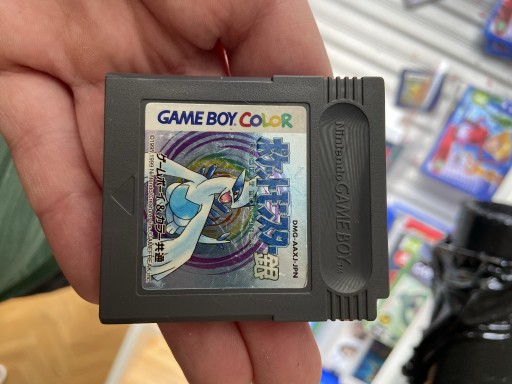 GAME BOY COLOR
ポケットモンスター
銀
DMG-AAXJ-JPN
ゲームボーイ&カラー共通
Nintendo GAME BOY